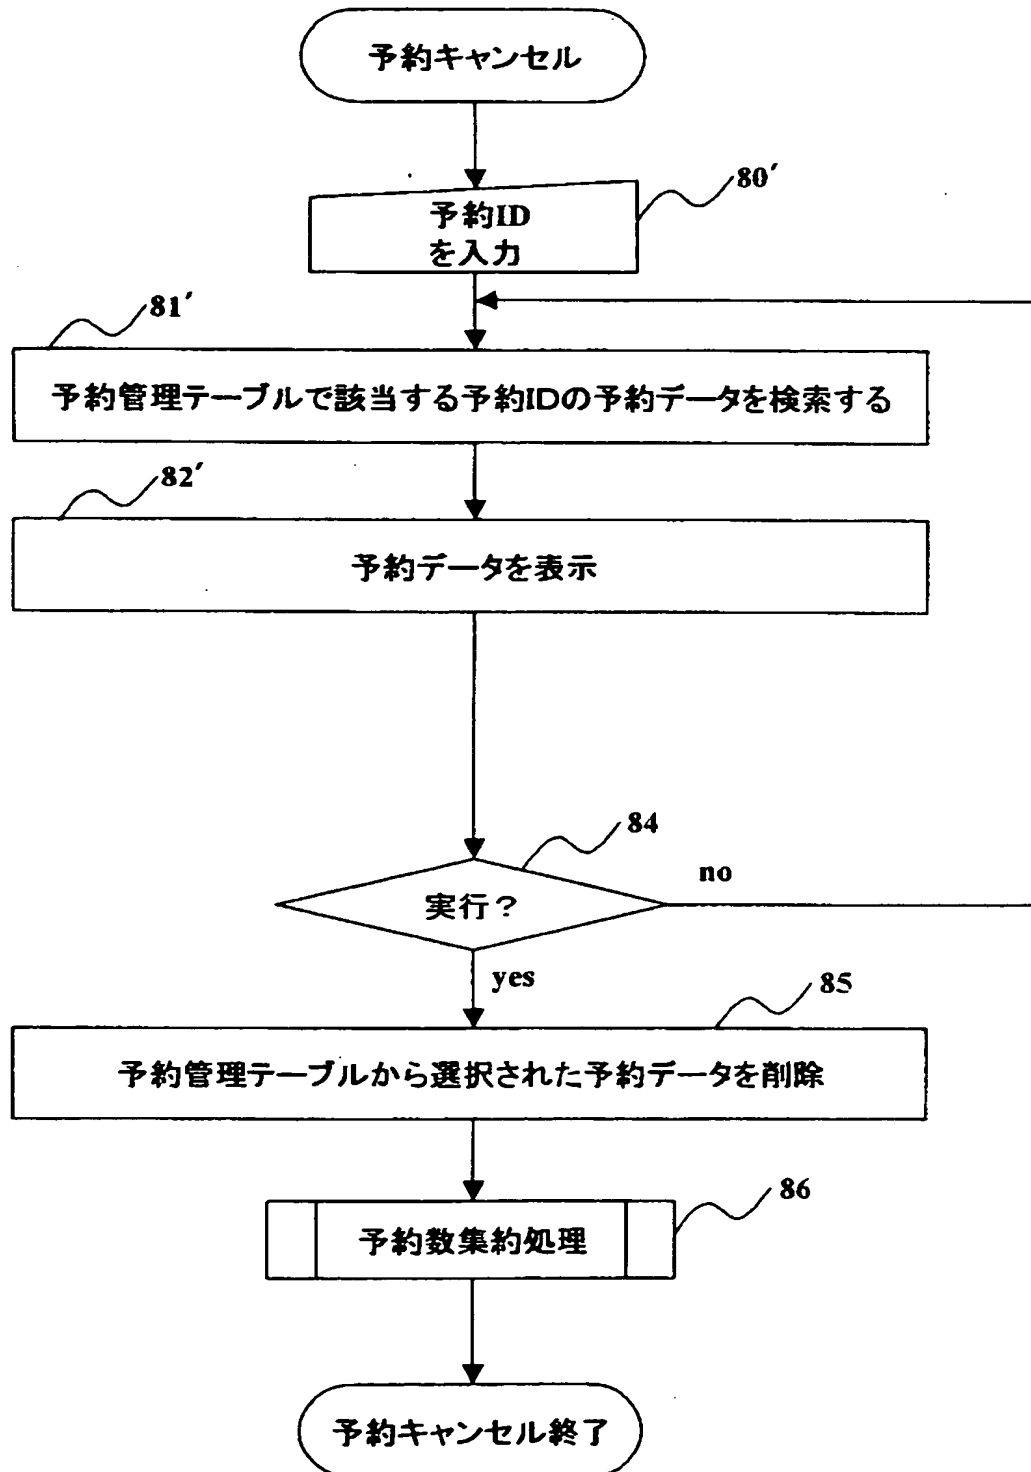 予約キャンセル
80′
予約ID
を入力
81′
予約管理テーブルで該当する予約IDの予約データを検索する
82′
予約データを表示
84
no
実行？
yes
85
予約管理テーブルから選択された予約データを削除
86
予約数集約処理
予約キャンセル終了